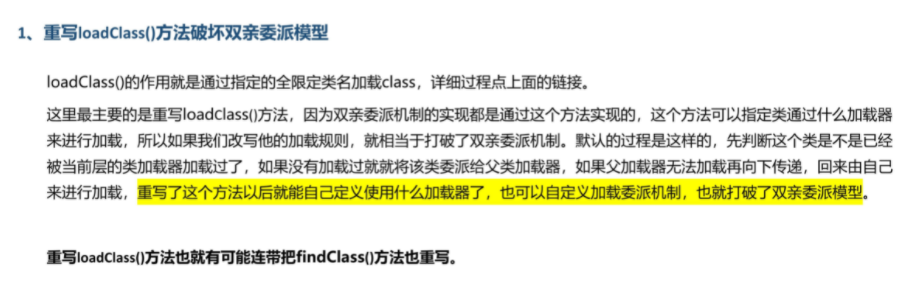 1、重写loadClass()方法破坏双亲委派模型
loadClass()的作用就是通过指定的全限定类名加载class，详细过程点上面的链接。
这里最主要的是重写loadClass()方法，因为双亲委派机制的实现都是通过这个方法实现的，这个方法可以指定类通过什么加载器
来进行加载，所以如果我们改写他的加载规则，就相当于打破了双亲委派机制。默认的过程是这样的，先判断这个类是不是已经
被当前层的类加载器加载过了，如果没有加载过就就将该类委派给父类加载器，如果父加载器无法加载再向下传递，回来由自己
来进行加载，重写了这个方法以后就能自己定义使用什么加载器了，也可以自定义加载委派机制，也就打破了双亲委派模型。
重写loadClass()方法也就有可能连带把findClass()方法也重写。